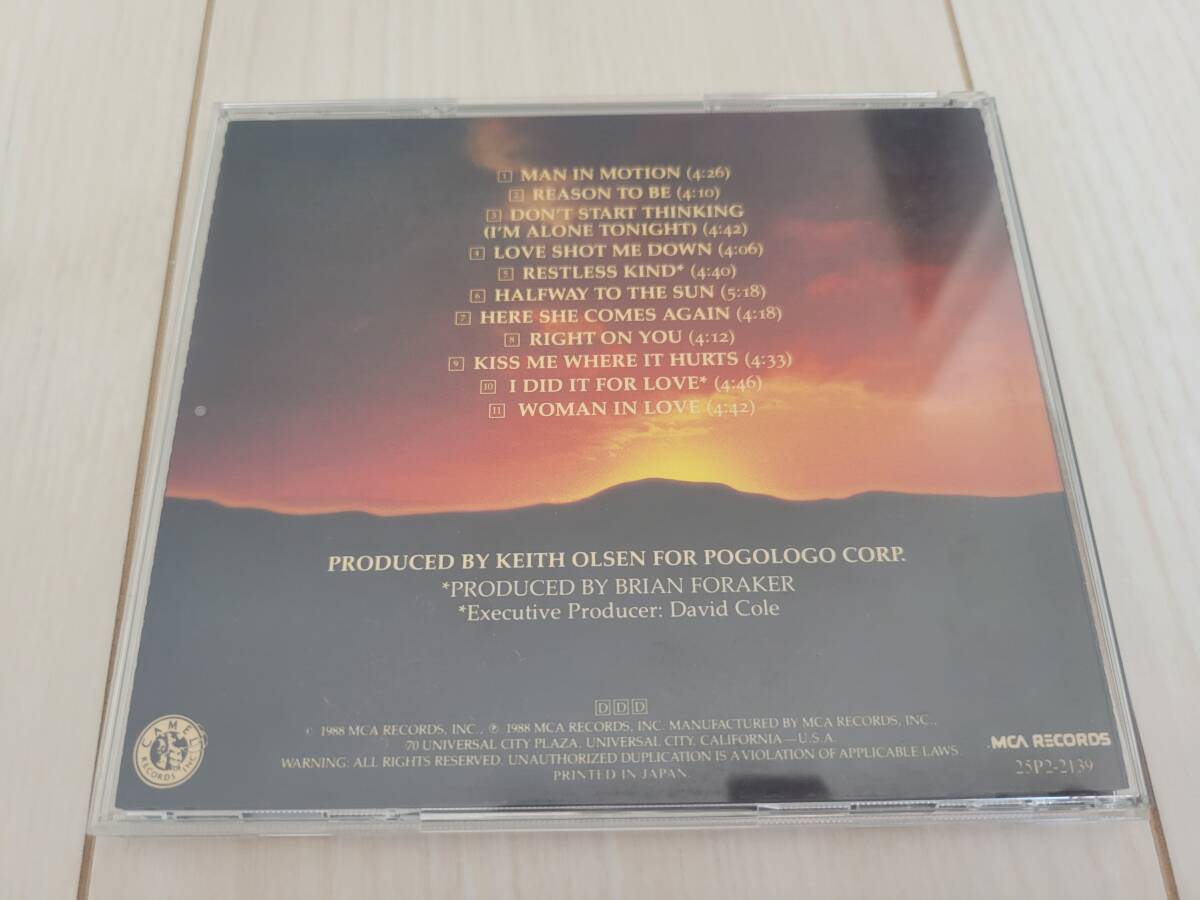 1 MAN IN MOTION (4:26)
2 REASON TO BE (4:10)
3 DON'T START THINKING
(I'M ALONE TONIGHT) (4:42)
4 LOVE SHOT ME DOWN (4:06)
5 RESTLESS KIND* (4:40)
6 HALFWAY TO THE SUN (5:18)
7 HERE SHE COMES AGAIN (4:18)
8 RIGHT ON YOU (4:12)
9 KISS ME WHERE IT HURTS (4:33)
10 I DID IT FOR LOVE* (4:46)
11 WOMAN IN LOVE (4:42)
PRODUCED BY KEITH OLSEN FOR POGOLOGO CORP.
*PRODUCED BY BRIAN FORAKER
*Executive Producer: David Cole
DDD
© 1988 MCA RECORDS, INC., ℗ 1988 MCA RECORDS, INC. MANUFACTURED BY MCA RECORDS, INC.,
70 UNIVERSAL CITY PLAZA, UNIVERSAL CITY, CALIFORNIA—U.S.A.
WARNING: ALL RIGHTS RESERVED. UNAUTHORIZED DUPLICATION IS A VIOLATION OF APPLICABLE LAWS.
PRINTED IN JAPAN.
CAMEL
RECORDS INC.
MCA RECORDS
25P2-2139